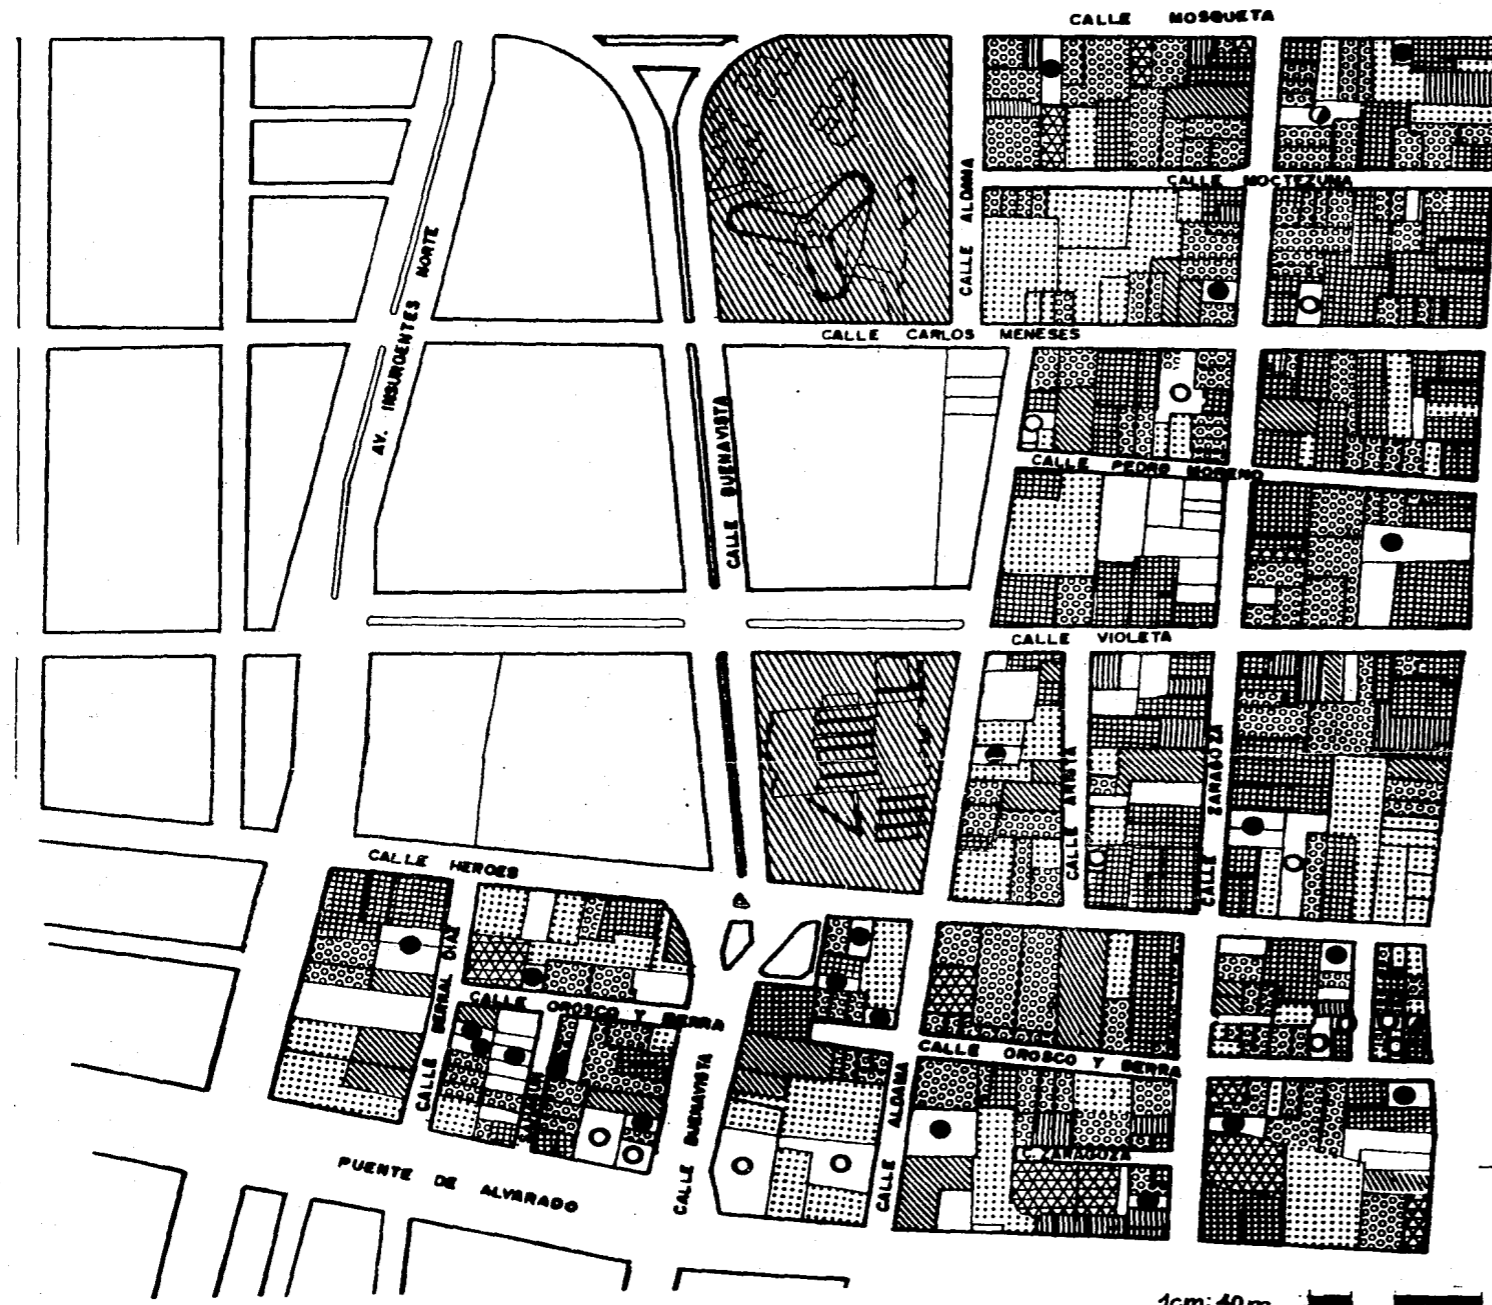 CALLE MOSQUETA
CALLE MOCTEZUMA
CALLE ALDAMA
AV. INSURGENTES NORTE
CALLE CARLOS MENESES
CALLE BUENAVISTA
CALLE PEDRO MORENO
CALLE VIOLETA
CALLE ARISTA
CALLE ZARAGOZA
CALLE HEROES
CALLE BERNAL DIAZ
CALLE OROSCO Y BERRA
CALLE OROSCO Y BERRA
CALLE BUENAVISTA
CALLE ALDAMA
C. ZARAGOZA
PUENTE DE ALVARADO
1cm: 40m